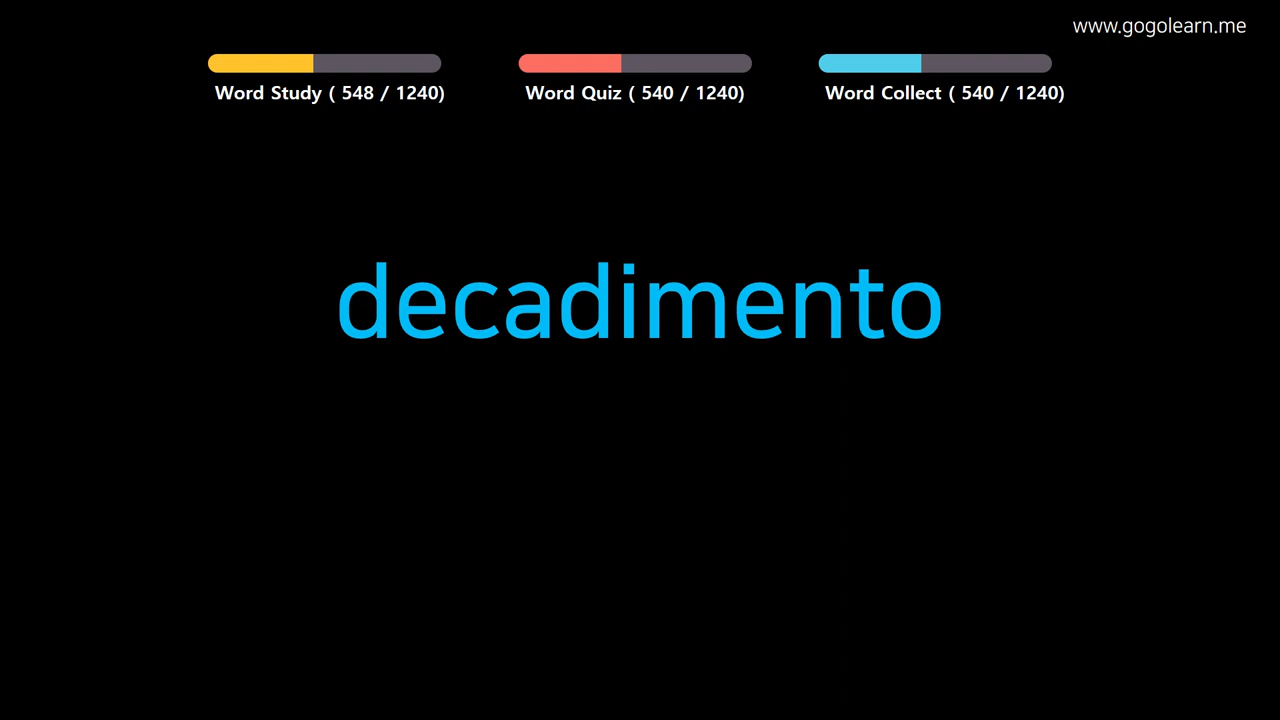 www.gogolearn.me
Word Study ( 548 / 1240)
Word Quiz ( 540 / 1240)
Word Collect ( 540 / 1240)
decadimento